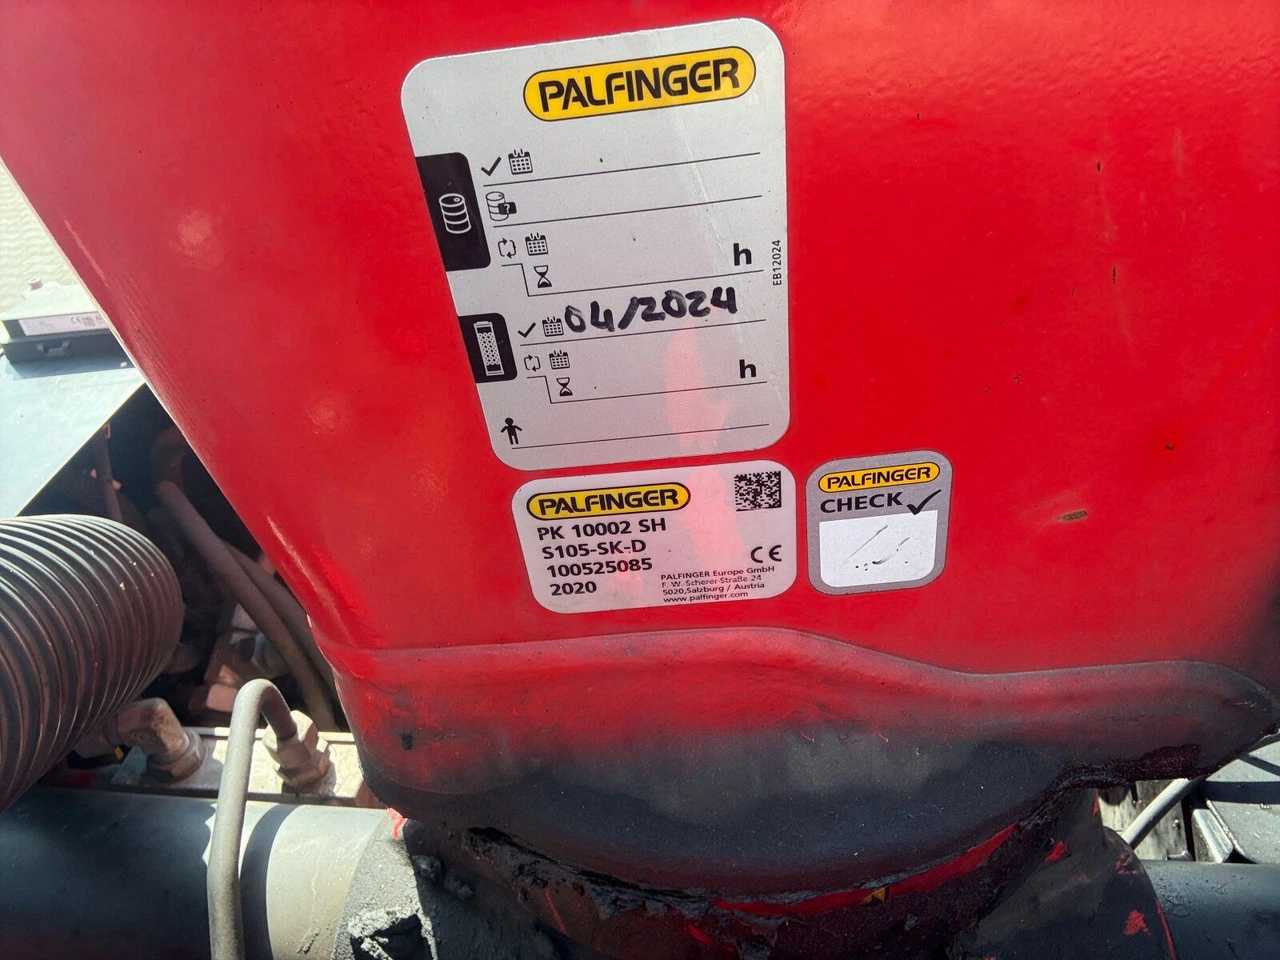 PALFINGER
h
EB12024
04/2024
h
PALFINGER
PK 10002 SH
S105-SK-D
100525085
2020
CE
PALFINGER Europe GmbH
F. W. Scherer-Straße 24
5020,Salzburg / Austria
www.palfinger.com
PALFINGER
CHECK